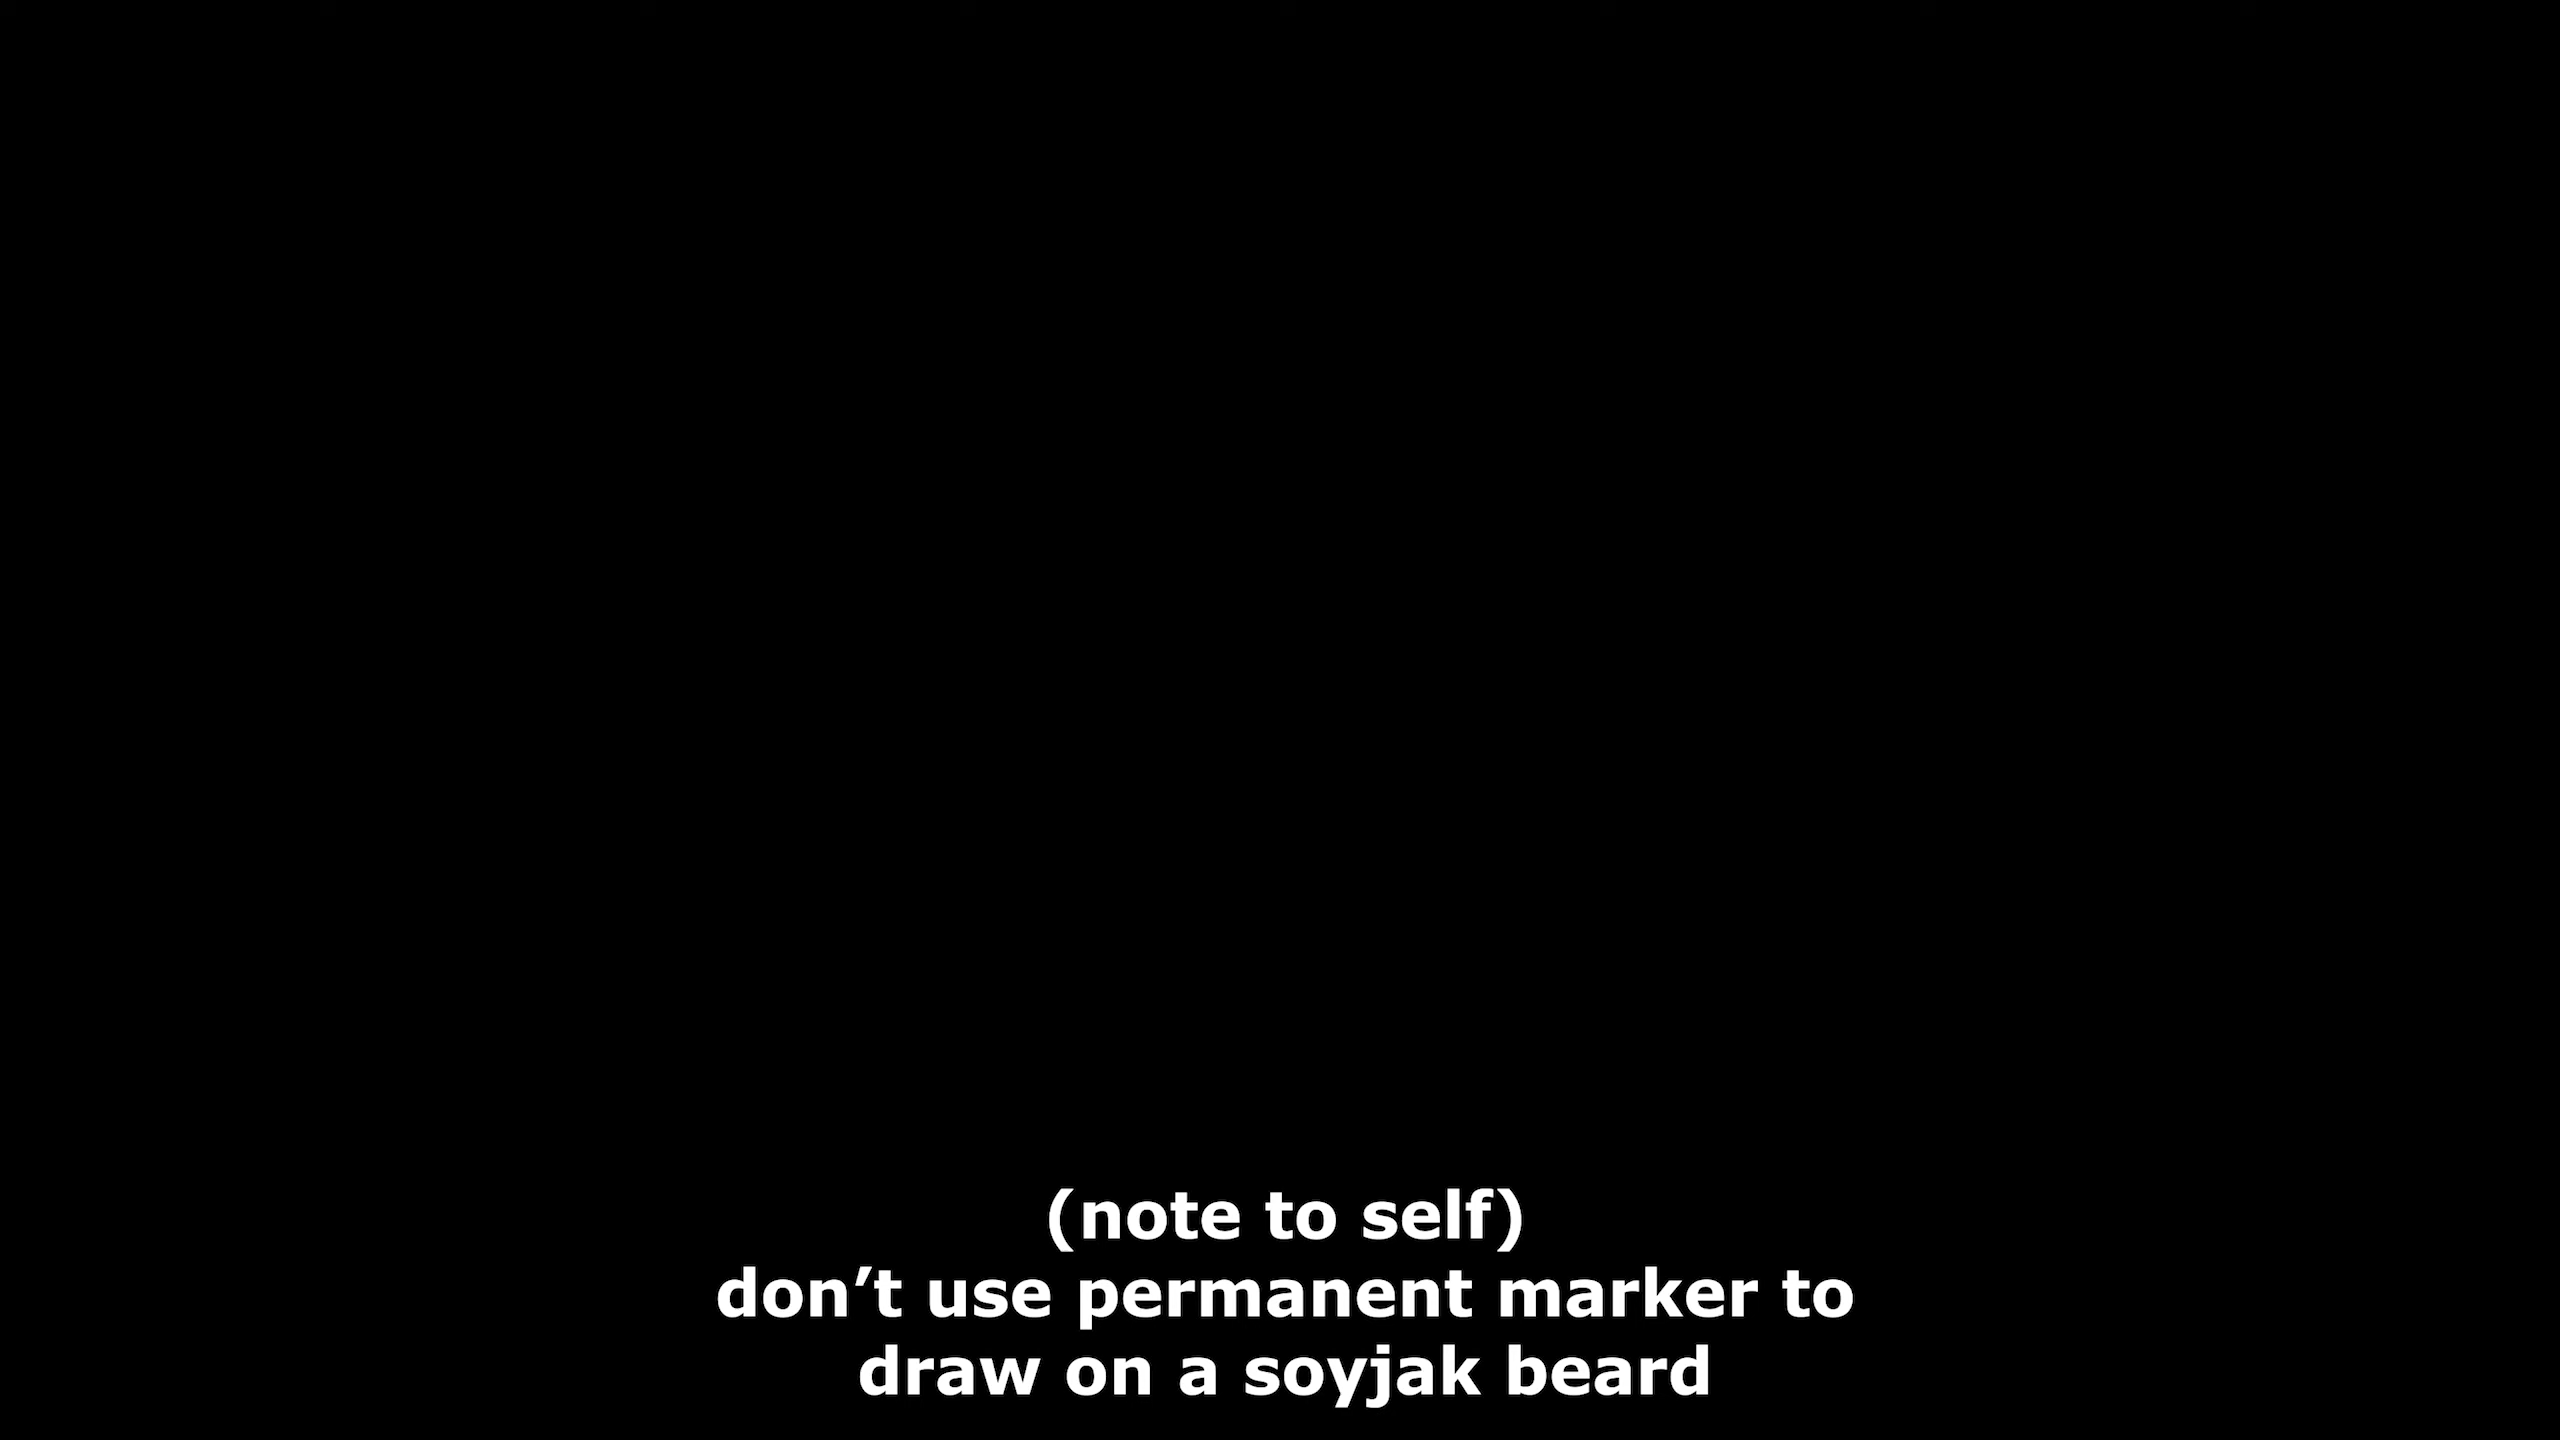 (note to self)
don’t use permanent marker to
draw on a soyjak beard